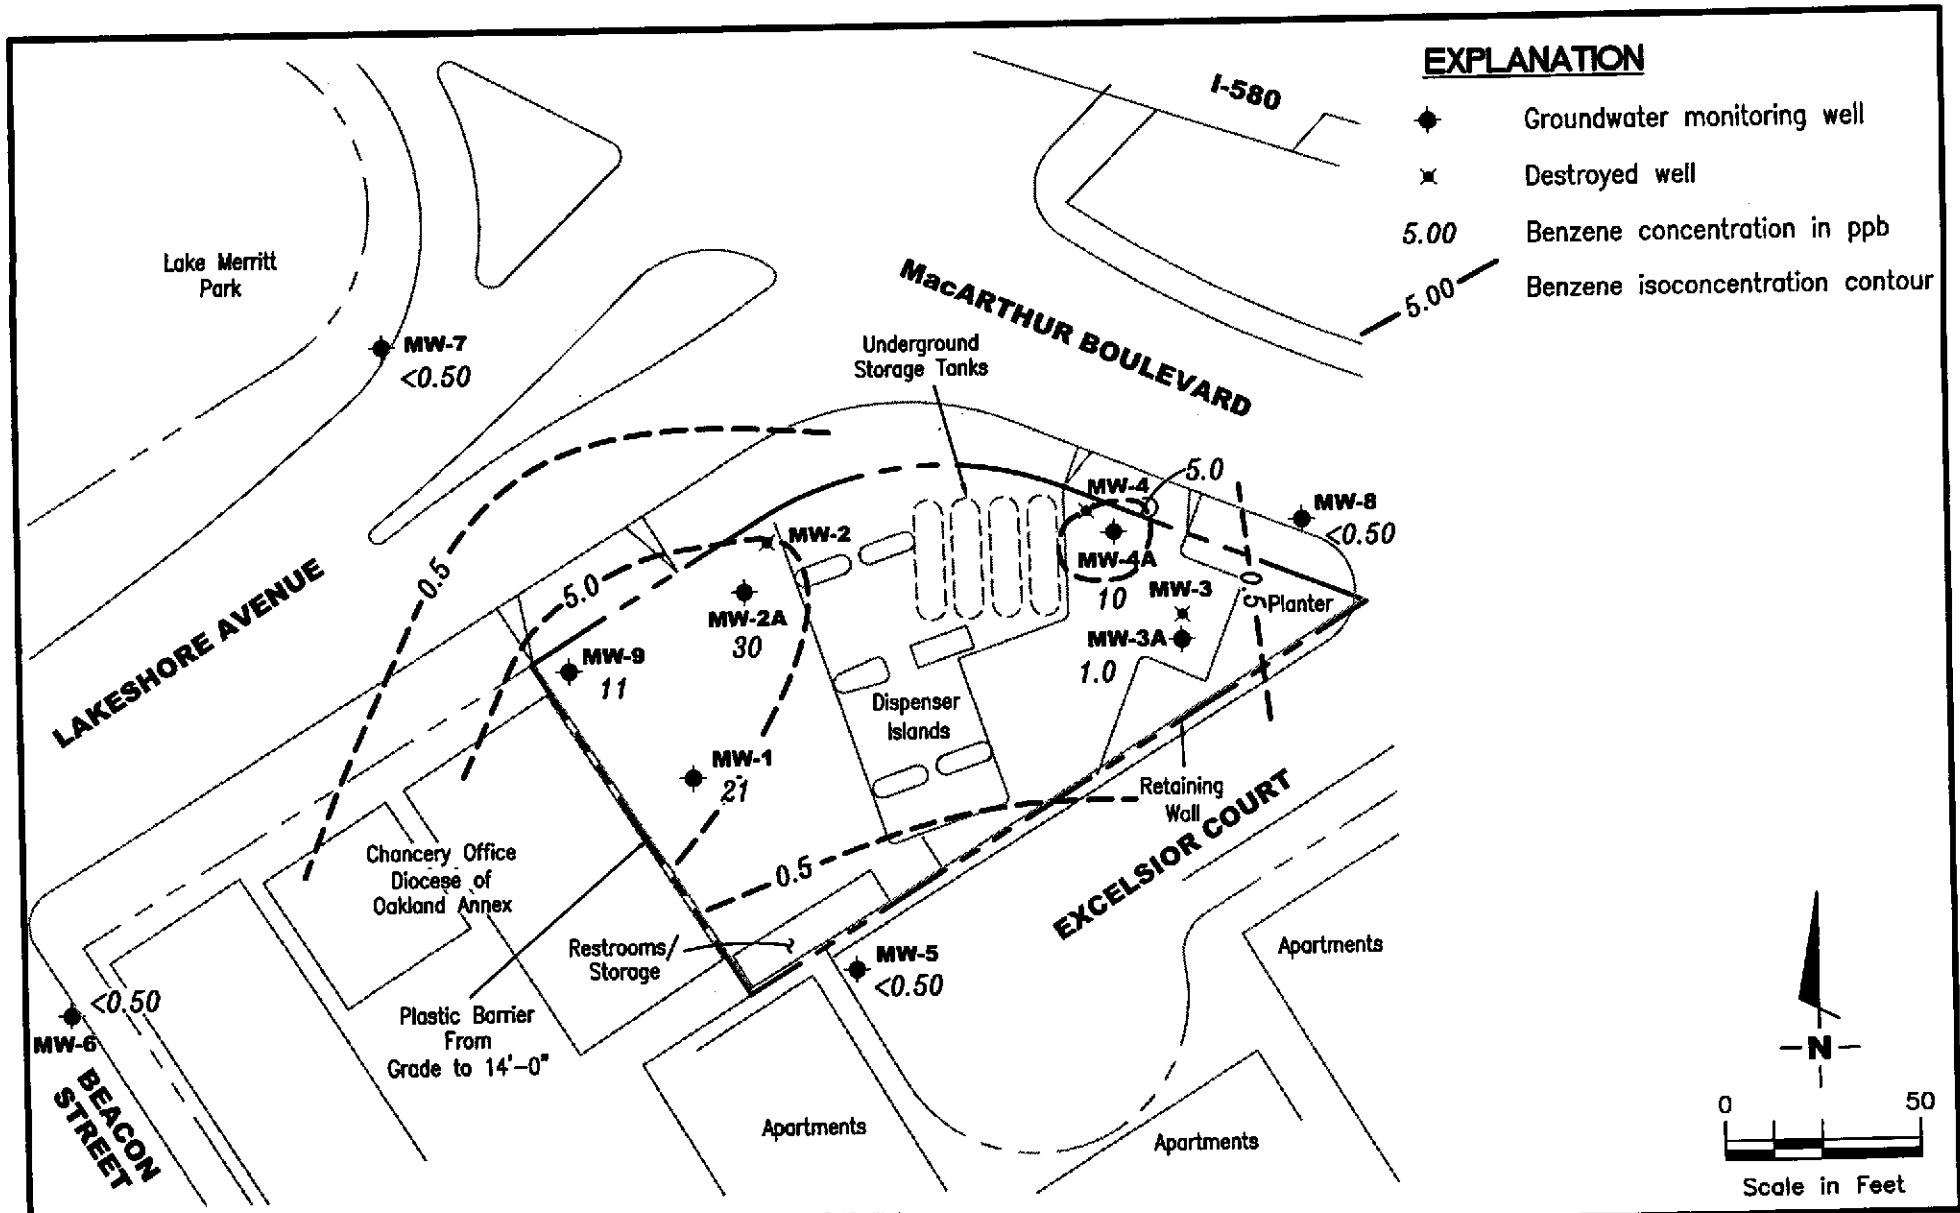 EXPLANATION
Groundwater monitoring well
Destroyed well
5.00 Benzene concentration in ppb
5.00 Benzene isoconcentration contour
I-580
Lake Merritt
Park
MacARTHUR BOULEVARD
MW-7
<0.50
Underground
Storage Tanks
5.0
MW-4
MW-8
<0.50
MW-2
MW-4A
10
MW-3
0.5
Planter
0.5
5.0
MW-2A
30
MW-3A
1.0
LAKESHORE AVENUE
MW-9
11
Dispenser
Islands
MW-1
21
Retaining
Wall
EXCELSIOR COURT
Chancery Office
Diocese of
Oakland Annex
0.5
Restrooms/
Storage
MW-5
<0.50
Apartments
<0.50
MW-6
Plastic Barrier
From
Grade to 14'-0"
BEACON
STREET
Apartments
Apartments
N
0 50
Scale in Feet